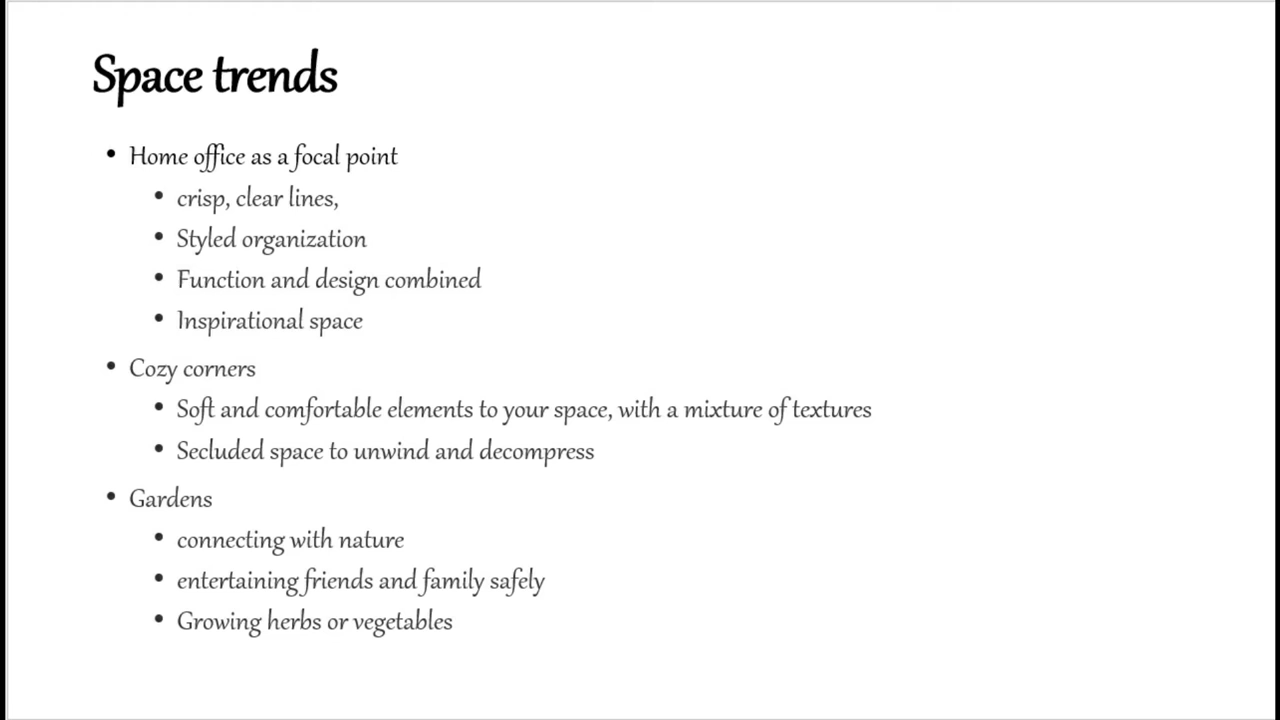 Space trends
• Home office as a focal point
• crisp, clear lines,
• Styled organization
• Function and design combined
• Inspirational space
• Cozy corners
• Soft and comfortable elements to your space, with a mixture of textures
• Secluded space to unwind and decompress
• Gardens
• connecting with nature
• entertaining friends and family safely
• Growing herbs or vegetables